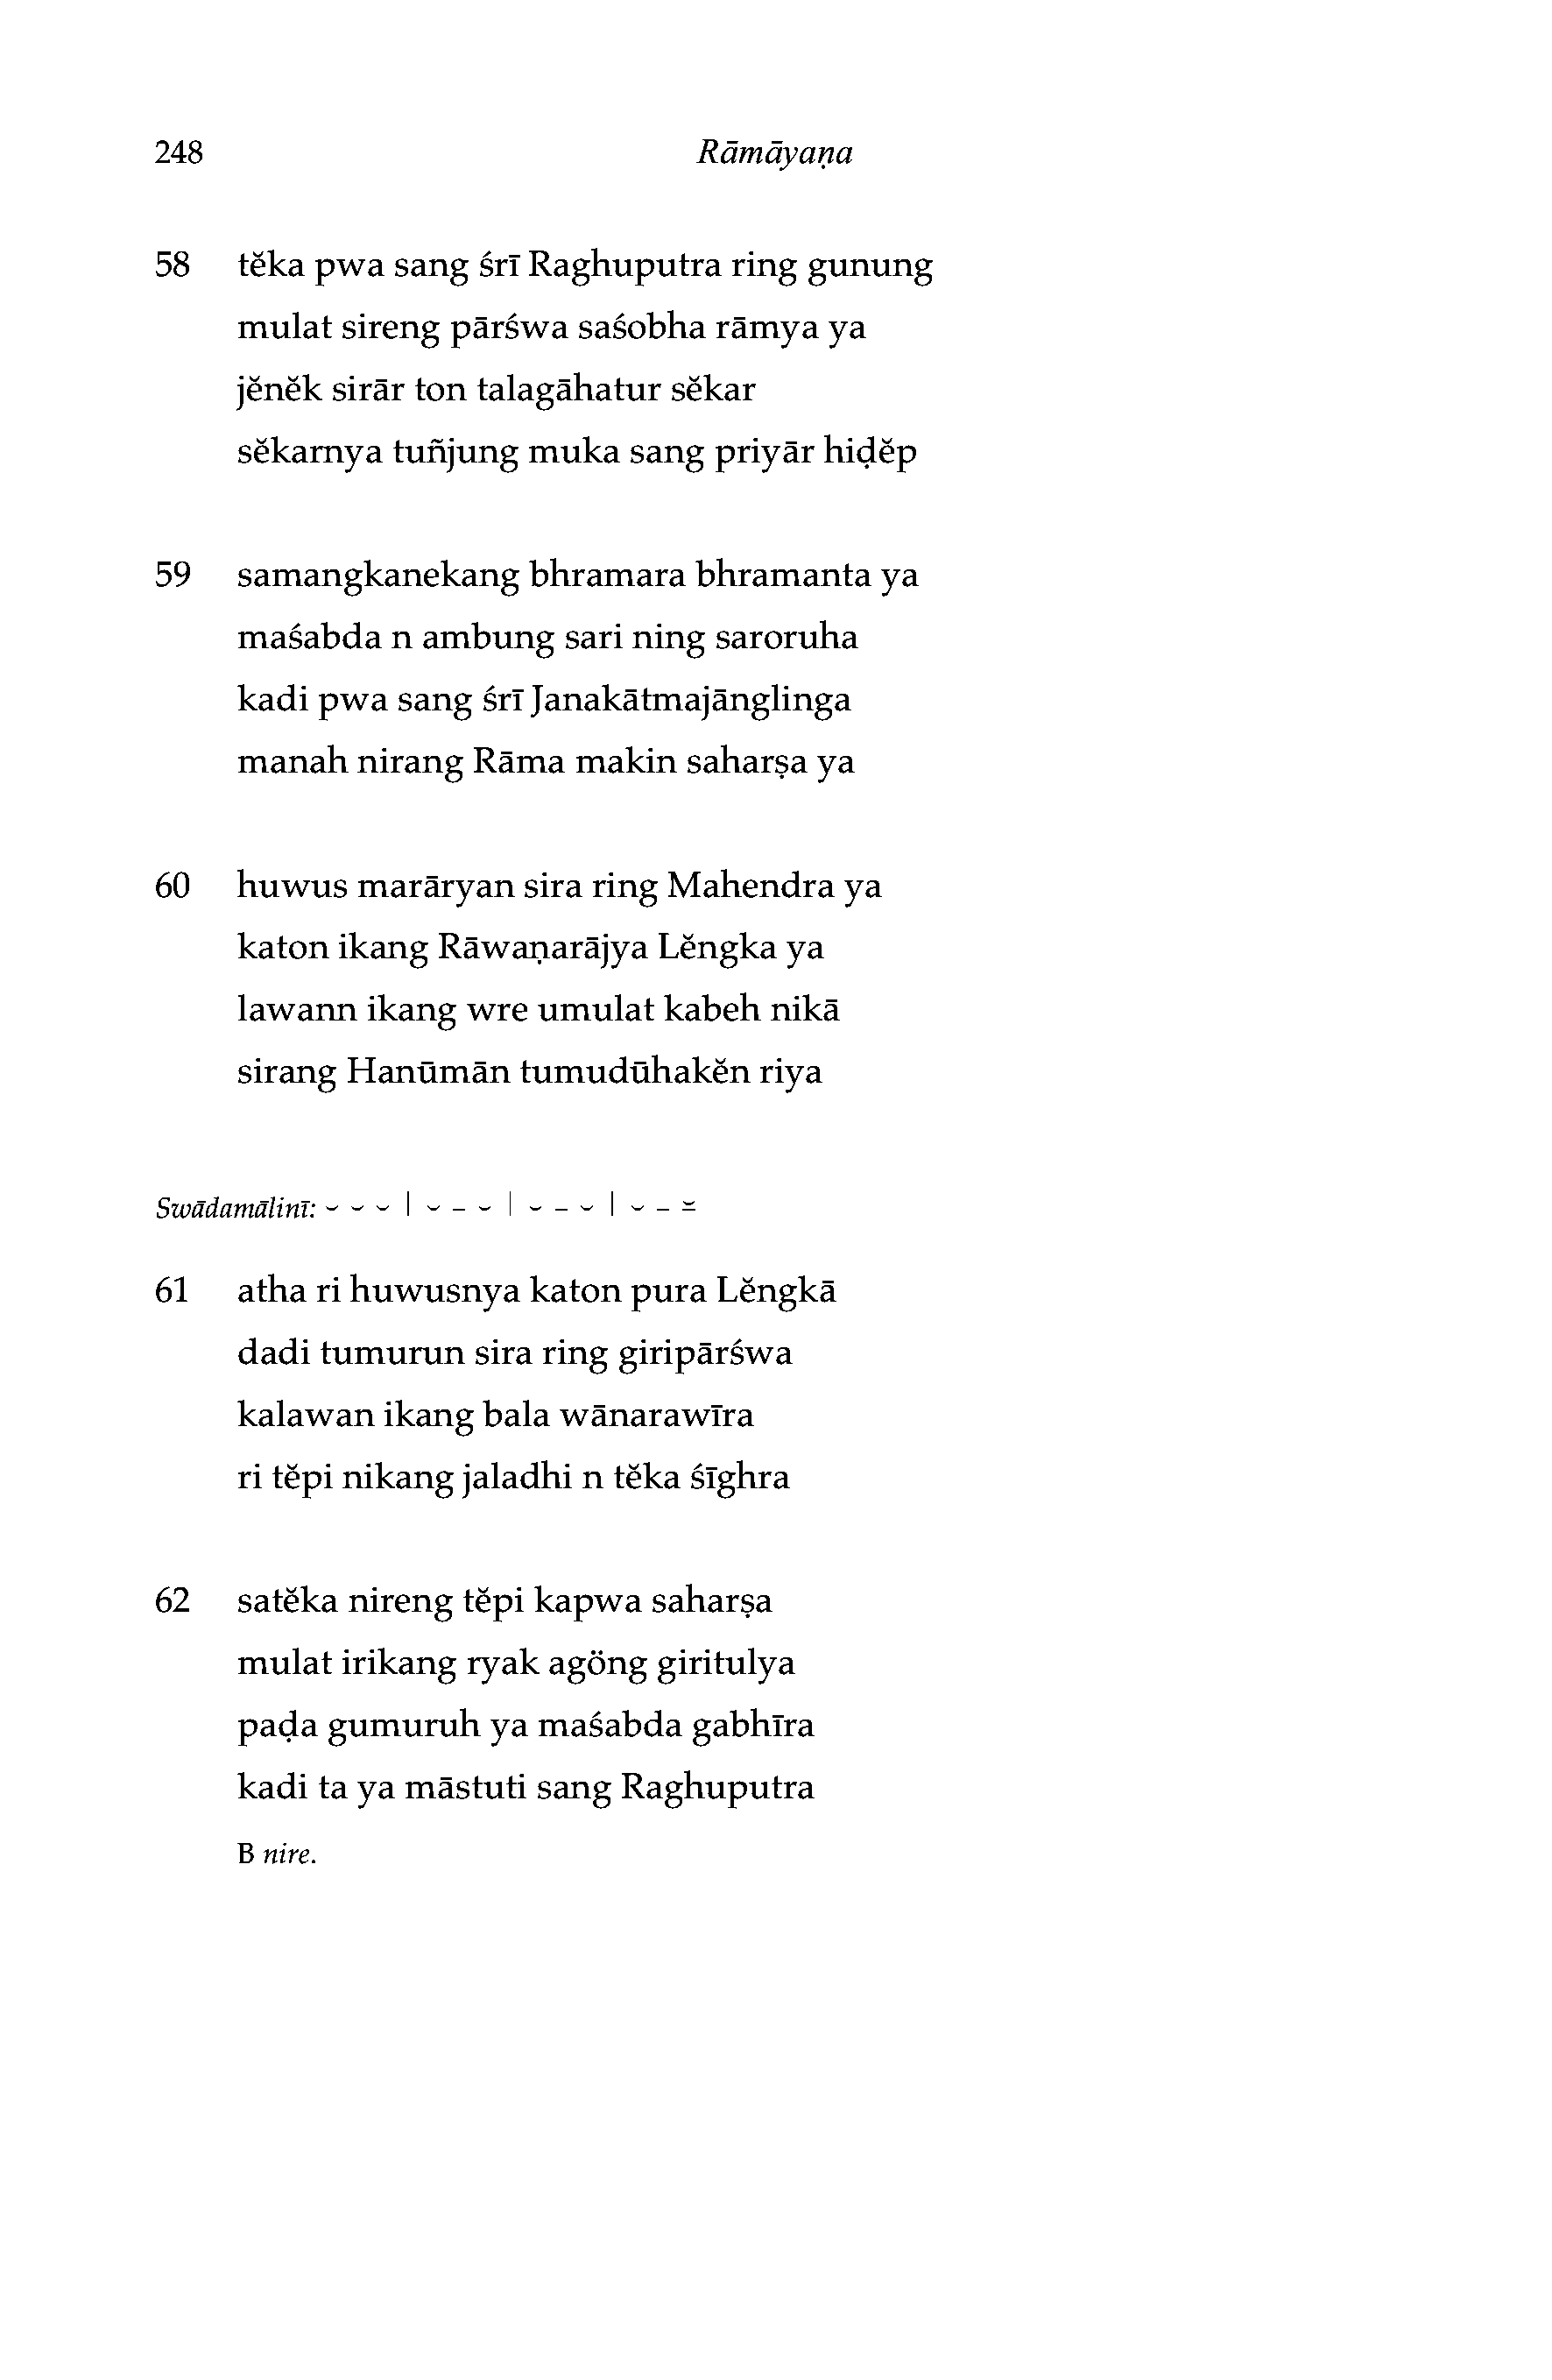 248 Rāmāyaṇa
58 tĕka pwa sang śrī Raghuputra ring gunung
mulat sireng pārśwa saśobha rāmya ya
jĕnĕk sirār ton talagāhatur sĕkar
sĕkarnya tuñjung muka sang priyār hiḍĕp
59 samangkanekang bhramara bhramanta ya
maśabda n ambung sari ning saroruha
kadi pwa sang śrī Janakātmajānglinga
manah nirang Rāma makin saharṣa ya
60 huwus marāryan sira ring Mahendra ya
katon ikang Rāwaṇarājya Lĕngka ya
lawann ikang wre umulat kabeh nikā
sirang Hanūmān tumudūhakĕn riya
Swādamālinī: ⏑ ⏑ ⏑ | ⏑ – ⏑ | ⏑ – ⏑ | ⏑ – ⏓
61 atha ri huwusnya katon pura Lĕngkā
dadi tumurun sira ring giripārśwa
kalawan ikang bala wānarawīra
ri tĕpi nikang jaladhi n tĕka śīghra
62 satĕka nireng tĕpi kapwa saharṣa
mulat irikang ryak agöng giritulya
paḍa gumuruh ya maśabda gabhīra
kadi ta ya māstuti sang Raghuputra
B nire.